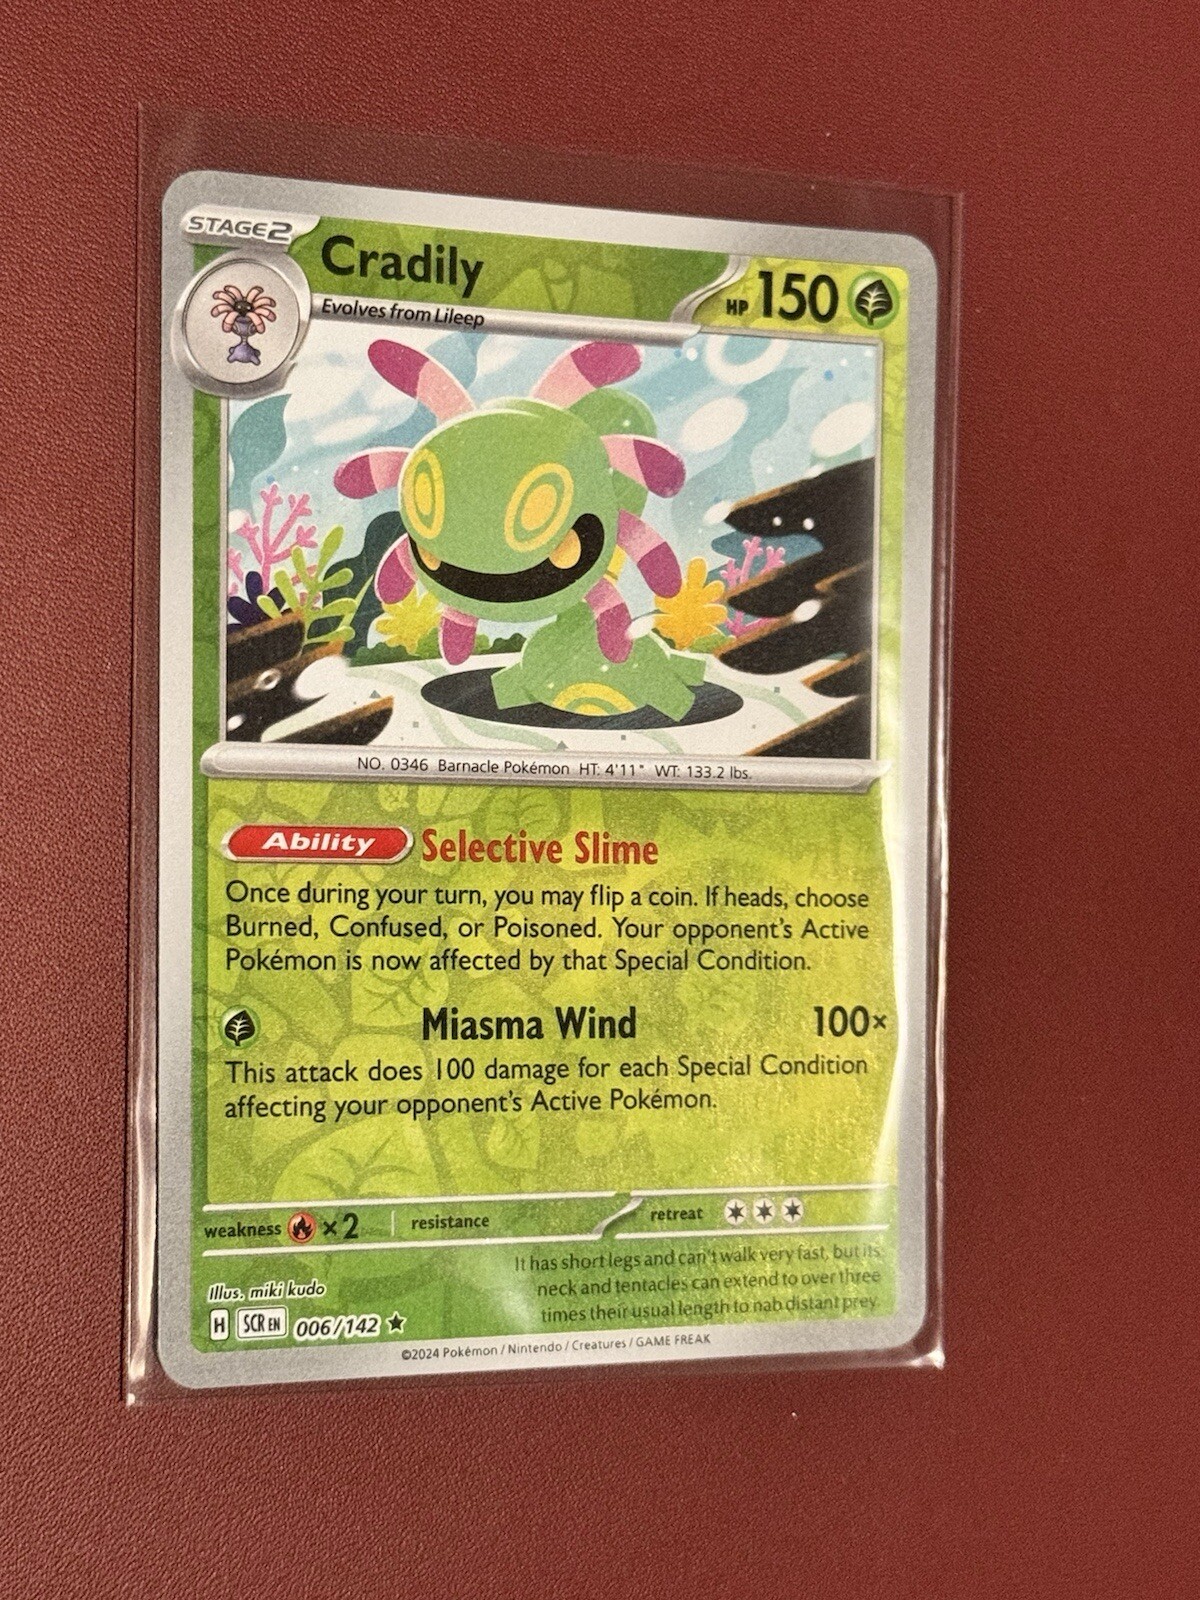 STAGE2
Cradily
HP 150
Evolves from Lileep
NO. 0346 Barnacle Pokémon HT: 4'11" WT: 133.2 lbs.
Ability Selective Slime
Once during your turn, you may flip a coin. If heads, choose
Burned, Confused, or Poisoned. Your opponent's Active
Pokémon is now affected by that Special Condition.
Miasma Wind 100×
This attack does 100 damage for each Special Condition
affecting your opponent's Active Pokémon.
weakness ×2 resistance retreat
It has short legs and can't walk very fast, but its
neck and tentacles can extend to over three
times their usual length to nab distant prey.
Illus. miki kudo
H SCR EN 006/142 ★
©2024 Pokémon / Nintendo / Creatures / GAME FREAK